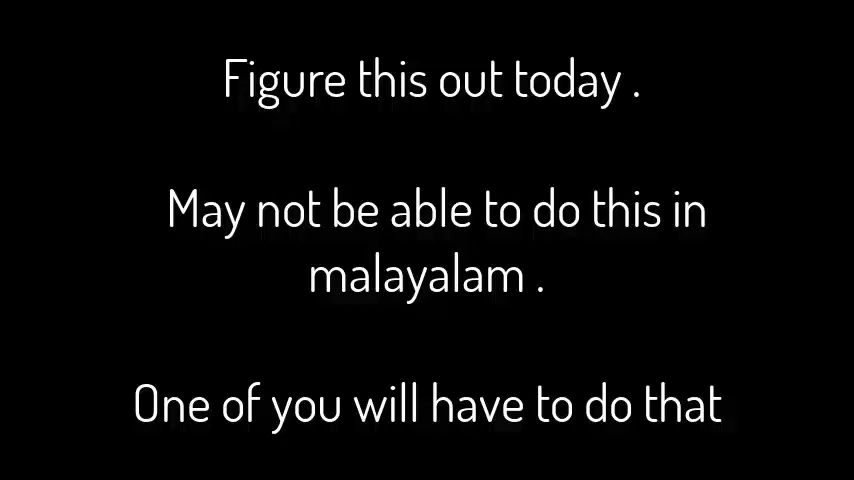 Figure this out today .
May not be able to do this in
malayalam .
One of you will have to do that